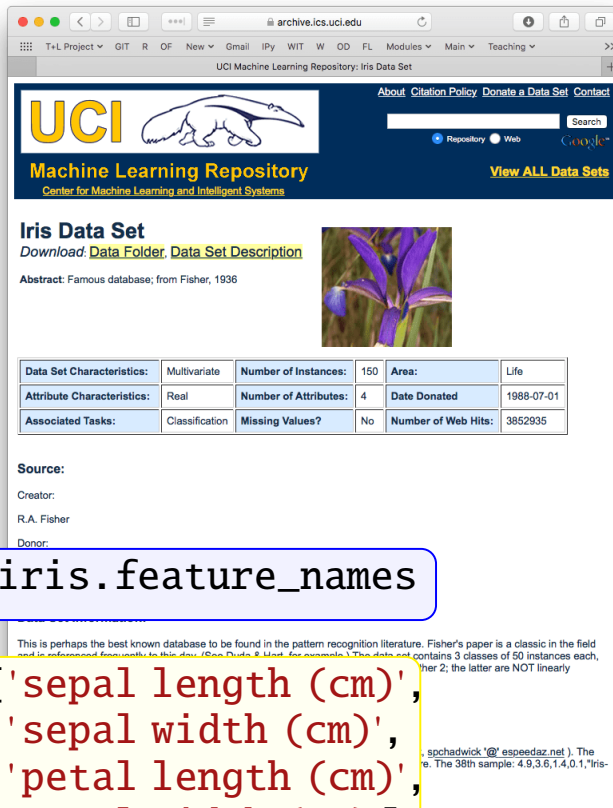 archive.ics.uci.edu
T+L Project GIT R OF New Gmail IPy WIT W OD FL Modules Main Teaching >>
UCI Machine Learning Repository: Iris Data Set +
UCI
About Citation Policy Donate a Data Set Contact
Search
Repository Web Google™
Machine Learning Repository
Center for Machine Learning and Intelligent Systems
View ALL Data Sets
Iris Data Set
Download: Data Folder, Data Set Description
Abstract: Famous database; from Fisher, 1936
Data Set Characteristics: Multivariate Number of Instances: 150 Area: Life
Attribute Characteristics: Real Number of Attributes: 4 Date Donated 1988-07-01
Associated Tasks: Classification Missing Values? No Number of Web Hits: 3852935
Source:
Creator:
R.A. Fisher
Donor:
iris.feature_names
This is perhaps the best known database to be found in the pattern recognition literature. Fisher's paper is a classic in the field
and is referenced frequently to this day. (See Duda & Hart, for example.) The data set contains 3 classes of 50 instances each,
her 2; the latter are NOT linearly
['sepal length (cm)',
'sepal width (cm)',
'petal length (cm)',
, spchadwick '@' espeedaz.net ). The
re. The 38th sample: 4.9,3.6,1.4,0.1,"Iris-